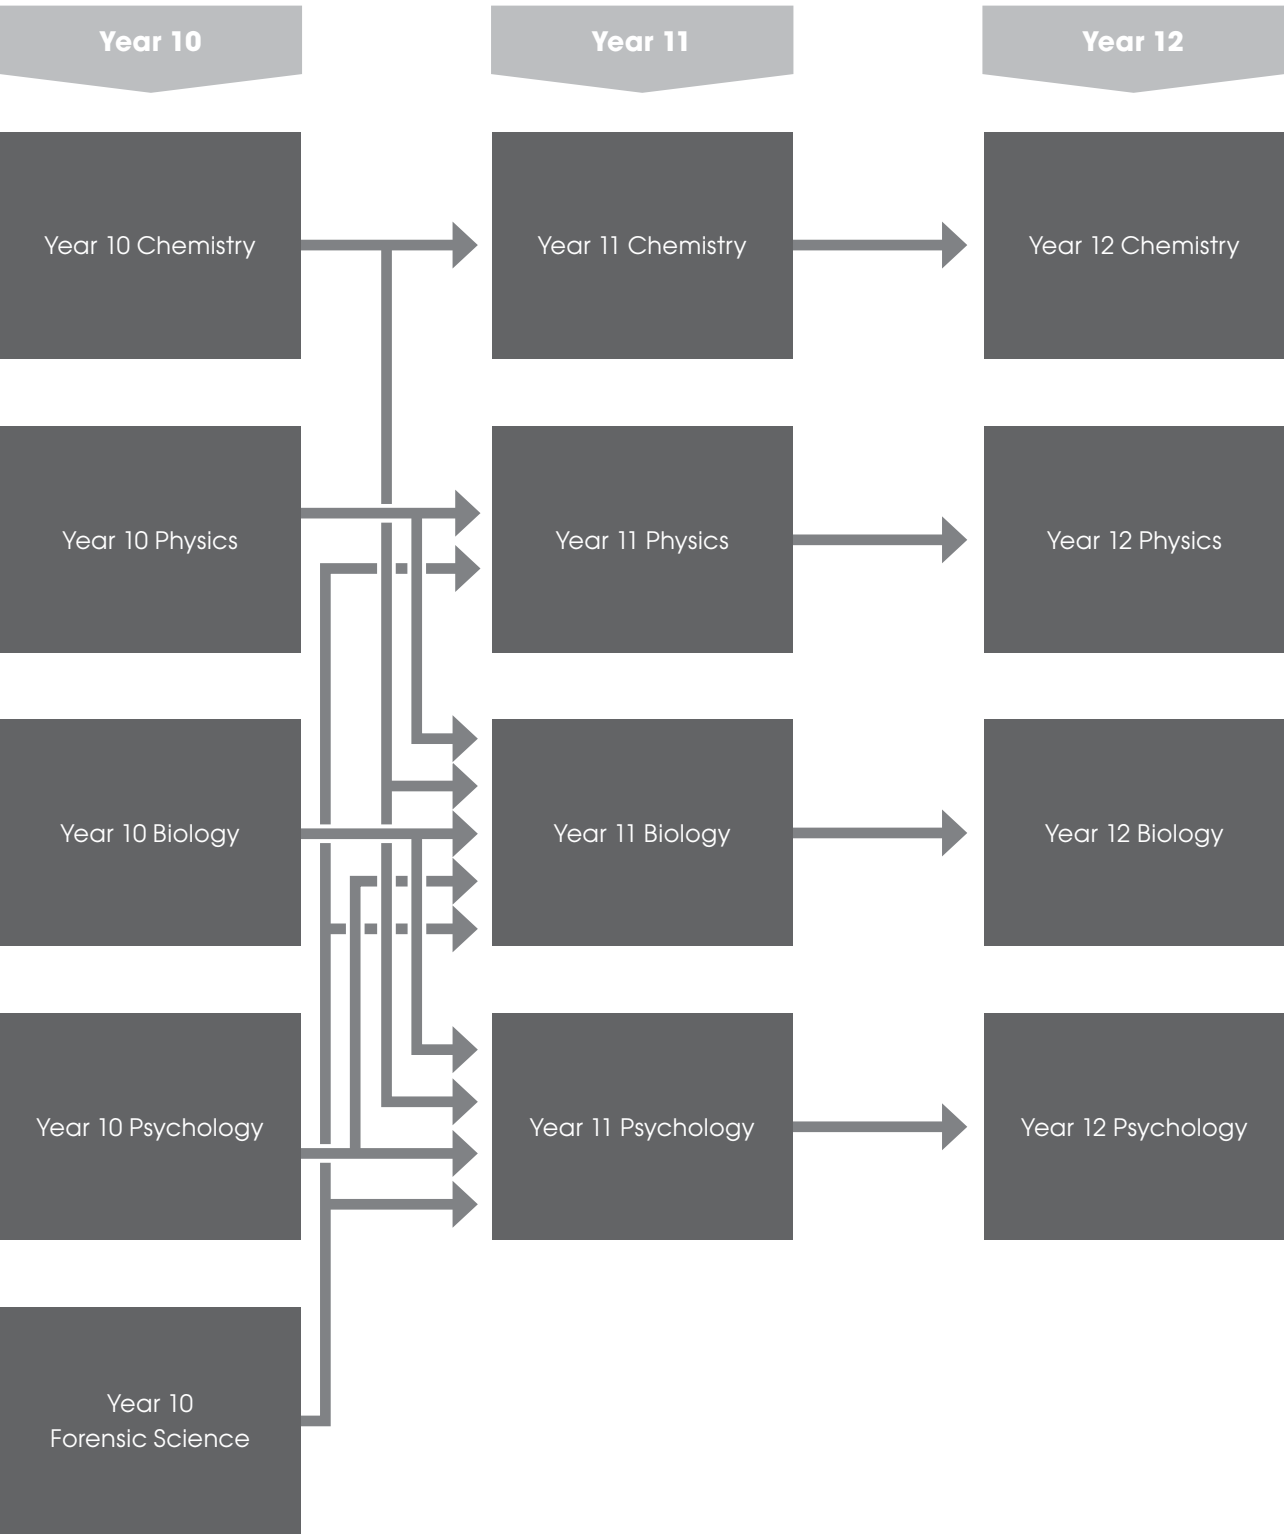 Year 10
Year 11
Year 12
Year 10 Chemistry
Year 11 Chemistry
Year 12 Chemistry
Year 10 Physics
Year 11 Physics
Year 12 Physics
Year 10 Biology
Year 11 Biology
Year 12 Biology
Year 10 Psychology
Year 11 Psychology
Year 12 Psychology
Year 10
Forensic Science